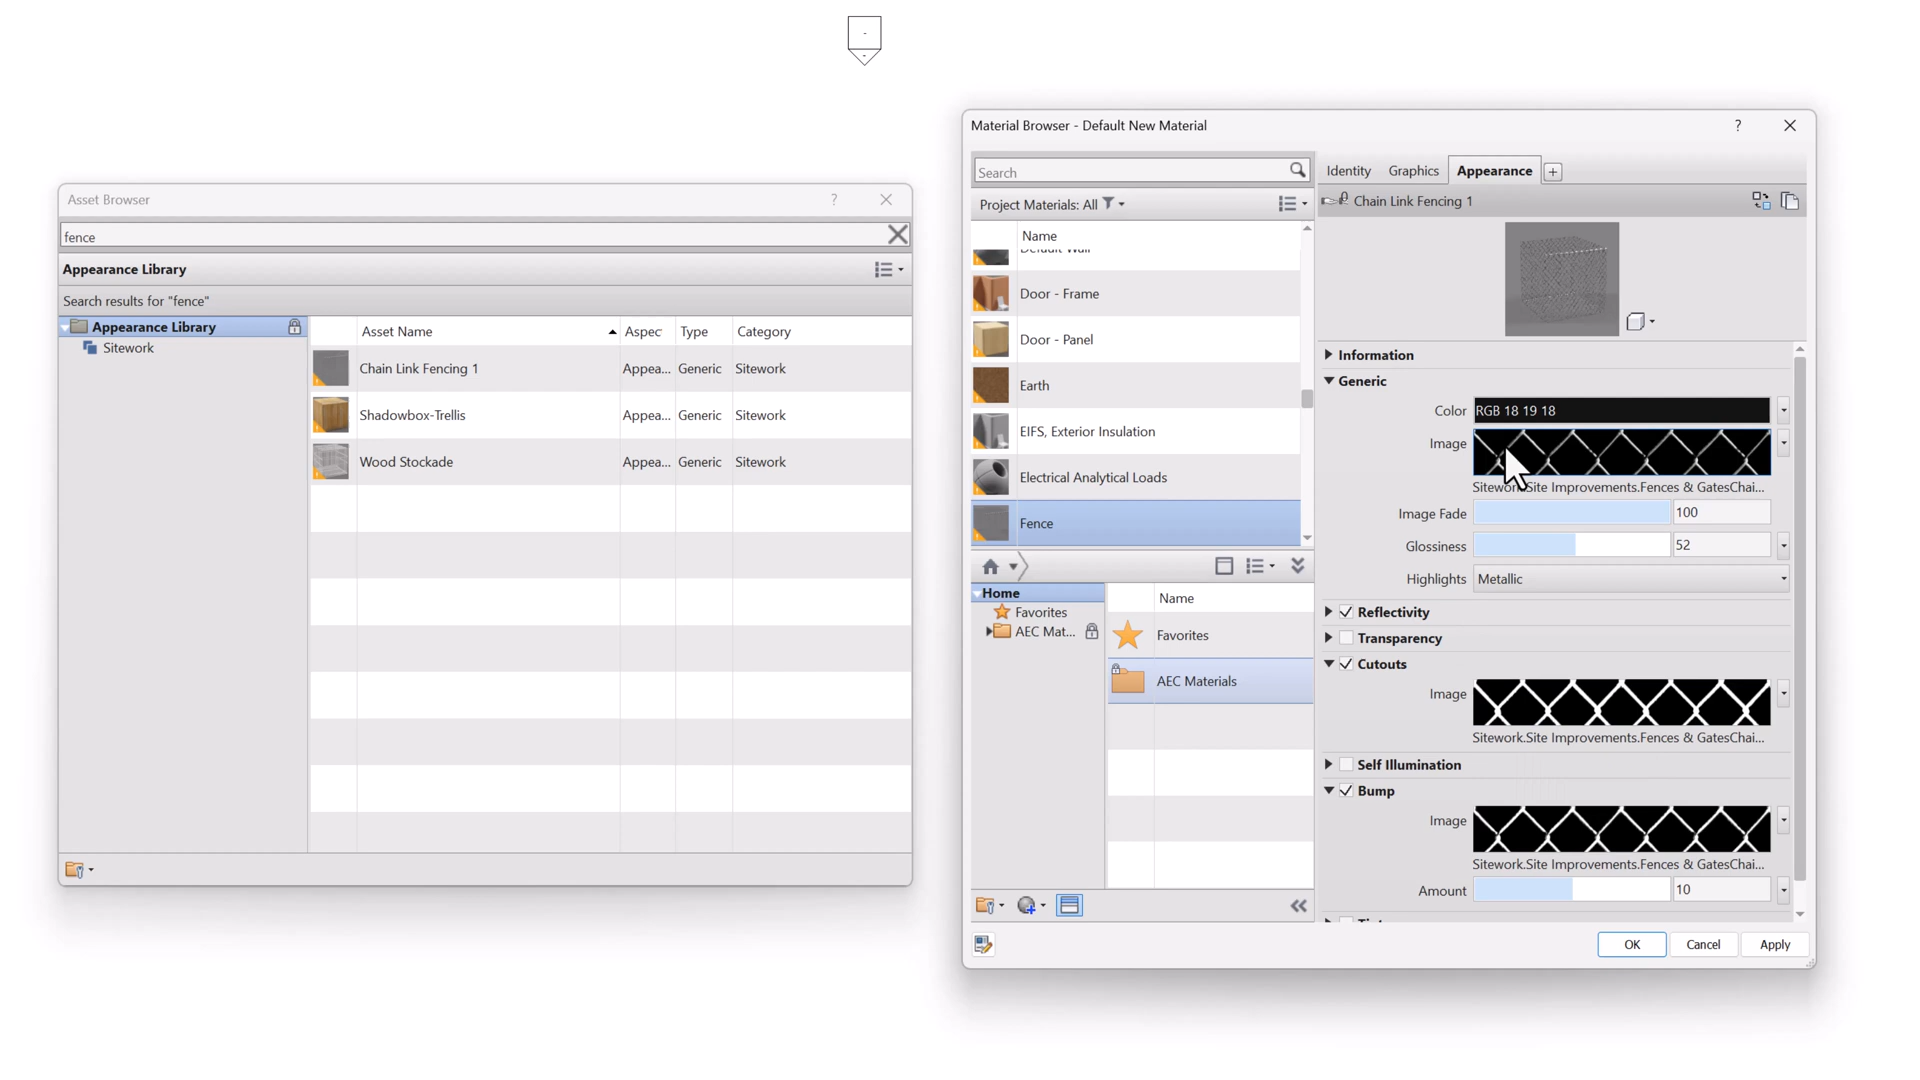 Asset Browser
?
fence
Appearance Library
Search results for "fence"
Appearance Library
Sitework
Asset Name Aspec Type Category
Chain Link Fencing 1 Appea... Generic Sitework
Shadowbox-Trellis Appea... Generic Sitework
Wood Stockade Appea... Generic Sitework
Material Browser - Default New Material
?
Search
Project Materials: All
Name
Default Wall
Door - Frame
Door - Panel
Earth
EIFS, Exterior Insulation
Electrical Analytical Loads
Fence
Home
Favorites
AEC Mat...
Name
Favorites
AEC Materials
Identity Graphics Appearance +
Chain Link Fencing 1
Information
Generic
Color RGB 18 19 18
Image
Sitework.Site Improvements.Fences & GatesChai...
Image Fade 100
Glossiness 52
Highlights Metallic
Reflectivity
Transparency
Cutouts
Image
Sitework.Site Improvements.Fences & GatesChai...
Self Illumination
Bump
Image
Sitework.Site Improvements.Fences & GatesChai...
Amount 10
OK Cancel Apply